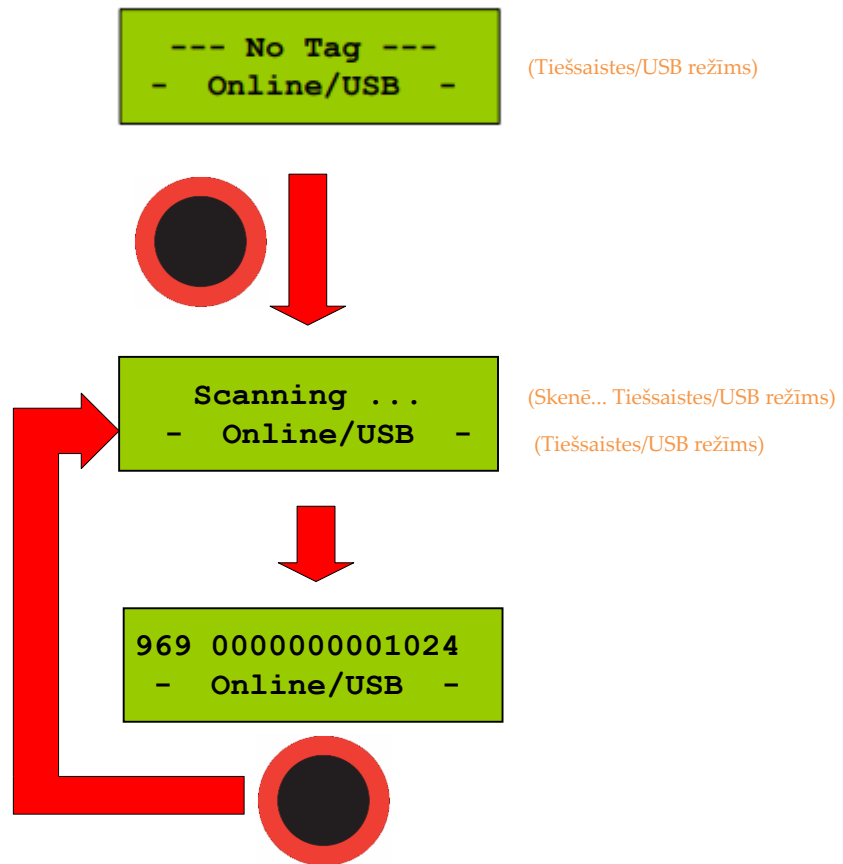 --- No Tag ---
- Online/USB -
(Tiešsaistes/USB režīms)
Scanning ...
- Online/USB -
(Skenē... Tiešsaistes/USB režīms)
(Tiešsaistes/USB režīms)
969 0000000001024
- Online/USB -